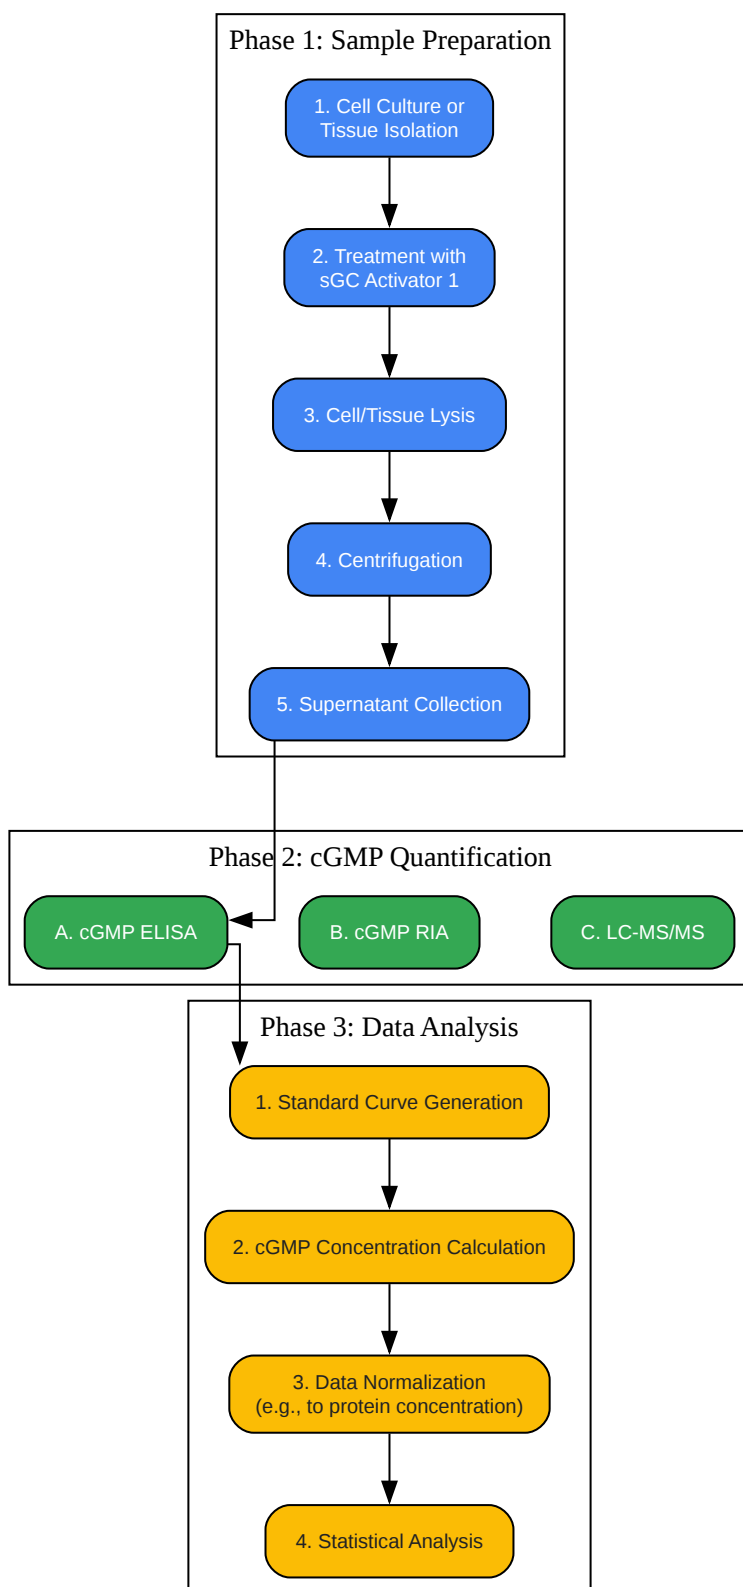 Phase 1: Sample Preparation
1. Cell Culture or
Tissue Isolation
2. Treatment with
sGC Activator 1
3. Cell/Tissue Lysis
4. Centrifugation
5. Supernatant Collection
Phase 2: cGMP Quantification
A. cGMP ELISA
B. cGMP RIA
C. LC-MS/MS
Phase 3: Data Analysis
1. Standard Curve Generation
2. cGMP Concentration Calculation
3. Data Normalization
(e.g., to protein concentration)
4. Statistical Analysis